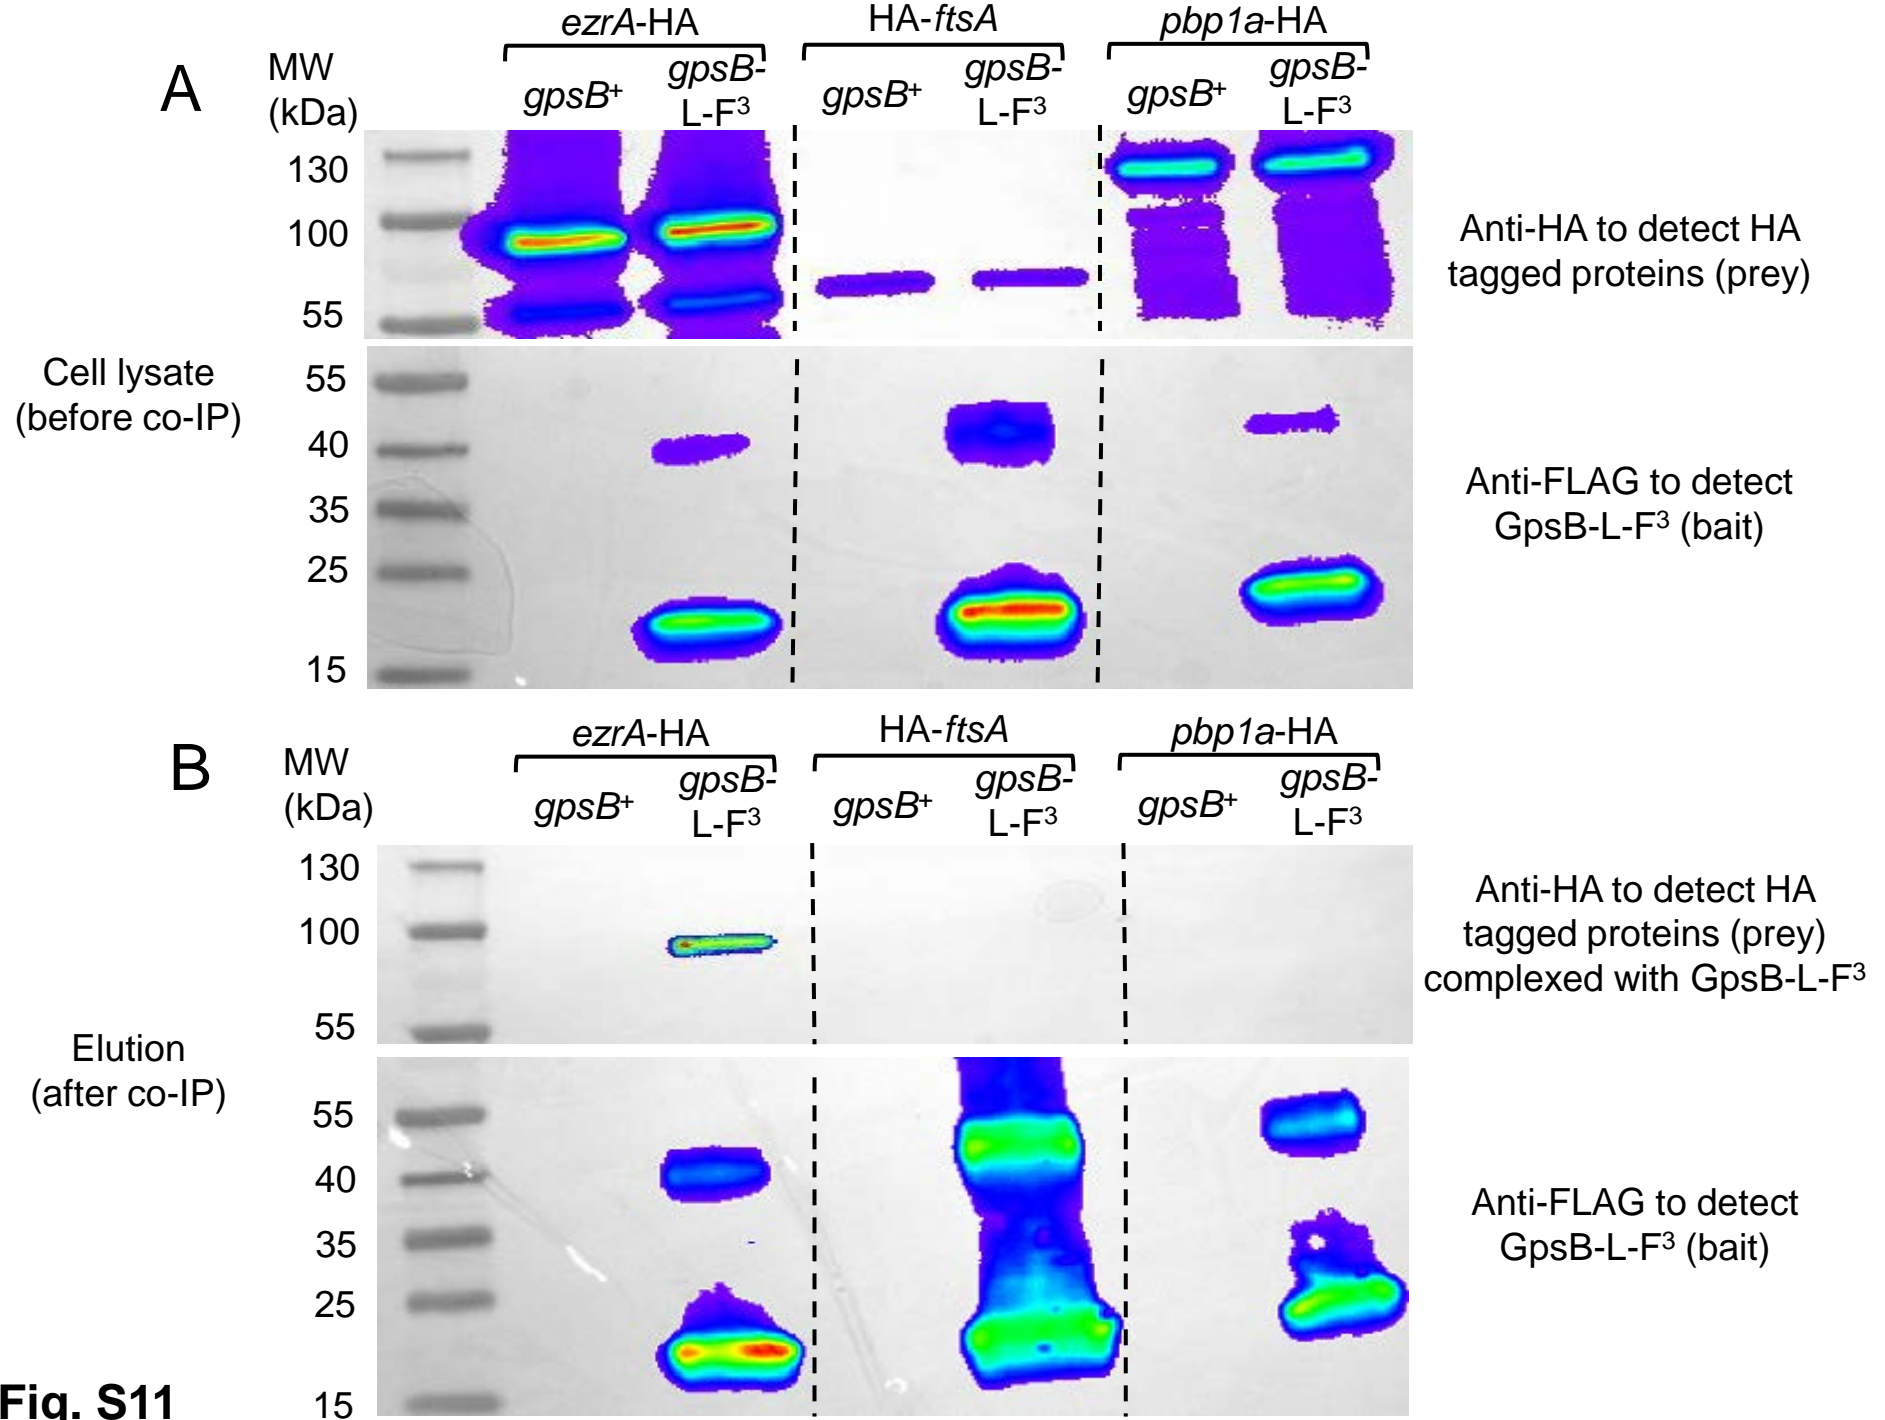 A
MW
(kDa)
ezrA-HA
HA-ftsA
pbp1a-HA
gpsB+
gpsB-
L-F3
gpsB+
gpsB-
L-F3
gpsB+
gpsB-
L-F3
130
100
55
Anti-HA to detect HA
tagged proteins (prey)
Cell lysate
(before co-IP)
55
40
35
25
15
Anti-FLAG to detect
GpsB-L-F3 (bait)
B
MW
(kDa)
ezrA-HA
HA-ftsA
pbp1a-HA
gpsB+
gpsB-
L-F3
gpsB+
gpsB-
L-F3
gpsB+
gpsB-
L-F3
130
100
55
Anti-HA to detect HA
tagged proteins (prey)
complexed with GpsB-L-F3
Elution
(after co-IP)
55
40
35
25
15
Anti-FLAG to detect
GpsB-L-F3 (bait)
Fig. S11